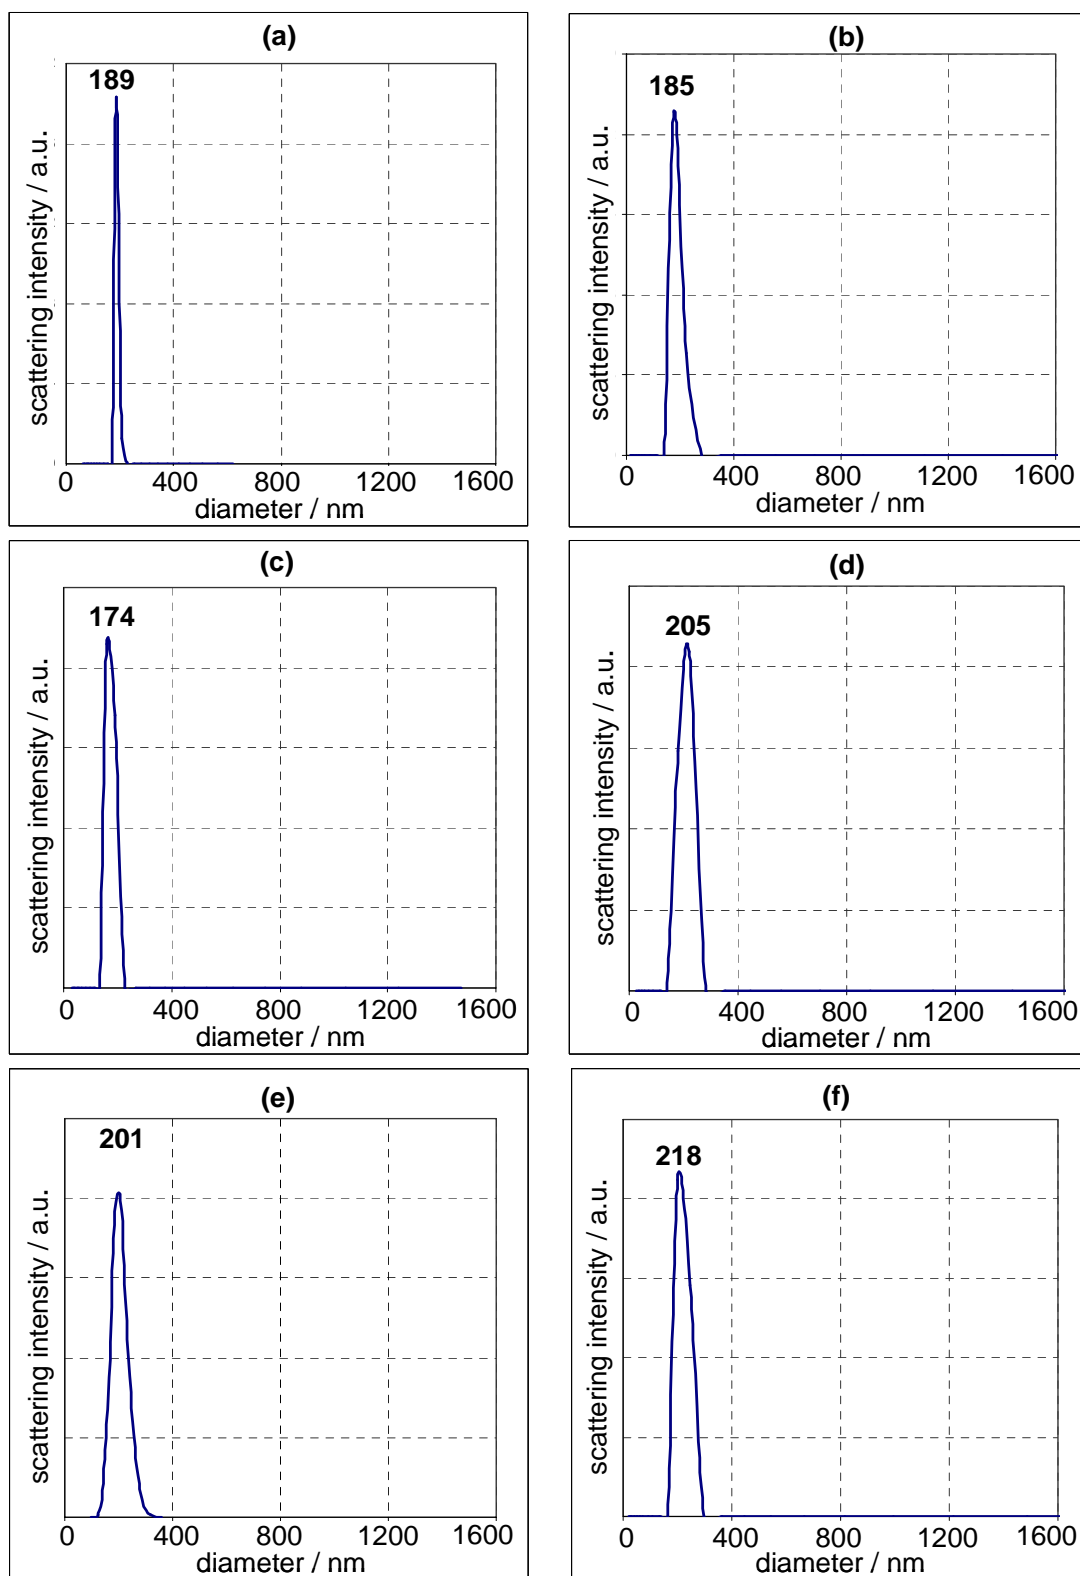 (a)
189
scattering intensity / a.u.
0 400 800 1200 1600
diameter / nm
(b)
185
scattering intensity / a.u.
0 400 800 1200 1600
diameter / nm
(c)
174
scattering intensity / a.u.
0 400 800 1200 1600
diameter / nm
(d)
205
scattering intensity / a.u.
0 400 800 1200 1600
diameter / nm
(e)
201
scattering intensity / a.u.
0 400 800 1200 1600
diameter / nm
(f)
218
scattering intensity / a.u.
0 400 800 1200 1600
diameter / nm